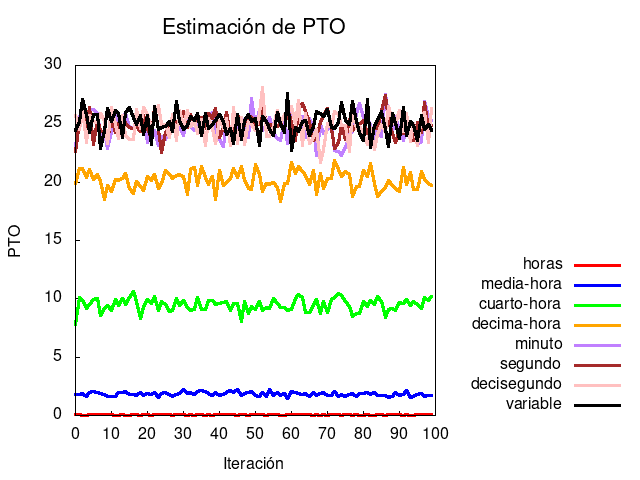 Estimación de PTO
30
25
20
15
10
5
0
PTO
0 10 20 30 40 50 60 70 80 90 100
Iteración
horas
media-hora
cuarto-hora
decima-hora
minuto
segundo
decisegundo
variable